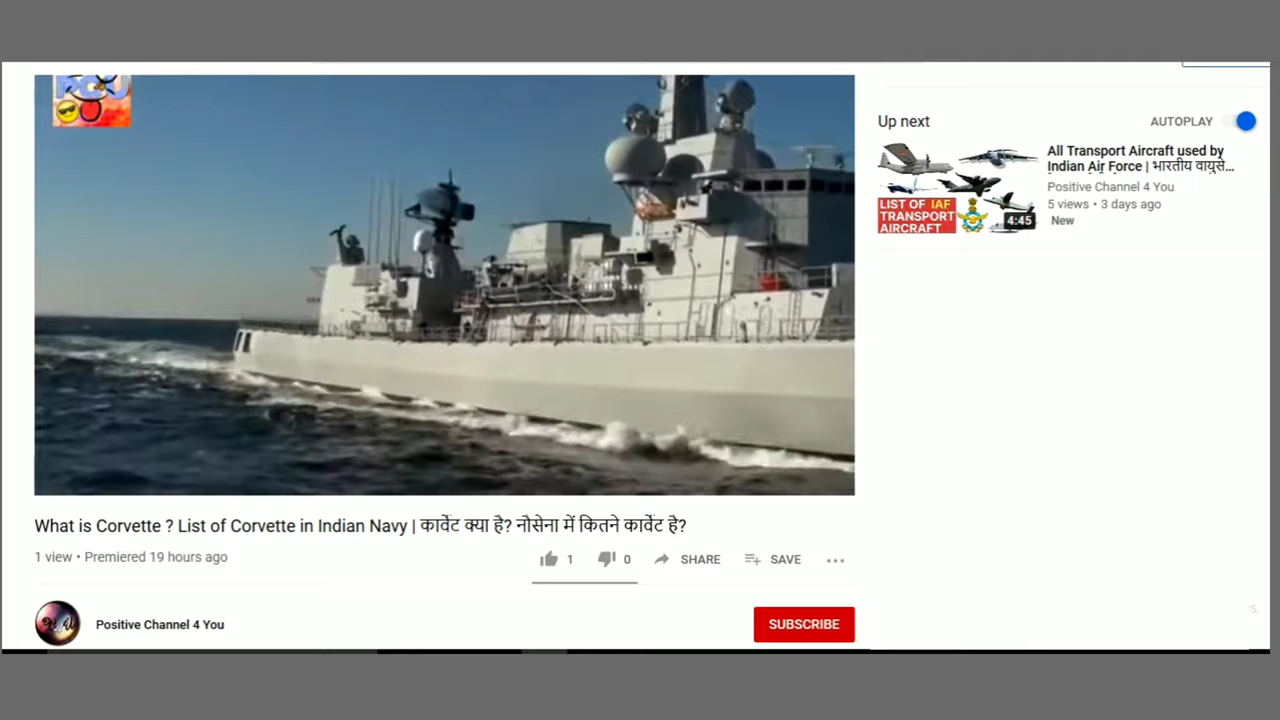 PCU
Up next
AUTOPLAY
All Transport Aircraft used by
Indian Air Force | भारतीय वायुसे...
Positive Channel 4 You
5 views • 3 days ago
New
LIST OF IAF
TRANSPORT
AIRCRAFT
4:45
What is Corvette ? List of Corvette in Indian Navy | कार्वेट क्या है? नौसेना में कितने कार्वेट है?
1 view • Premiered 19 hours ago
1
0
SHARE
SAVE
Positive Channel 4 You
SUBSCRIBE